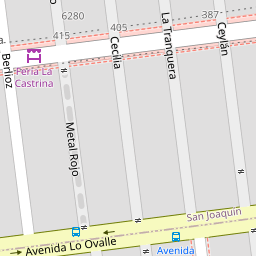 6280
405
387
415
a.
Feria La
Castrina
Berlioz
Metal Rojo
Cecilia
La Tranquera
Ceylán
San Joaquín
Avenida Lo Ovalle
Avenida